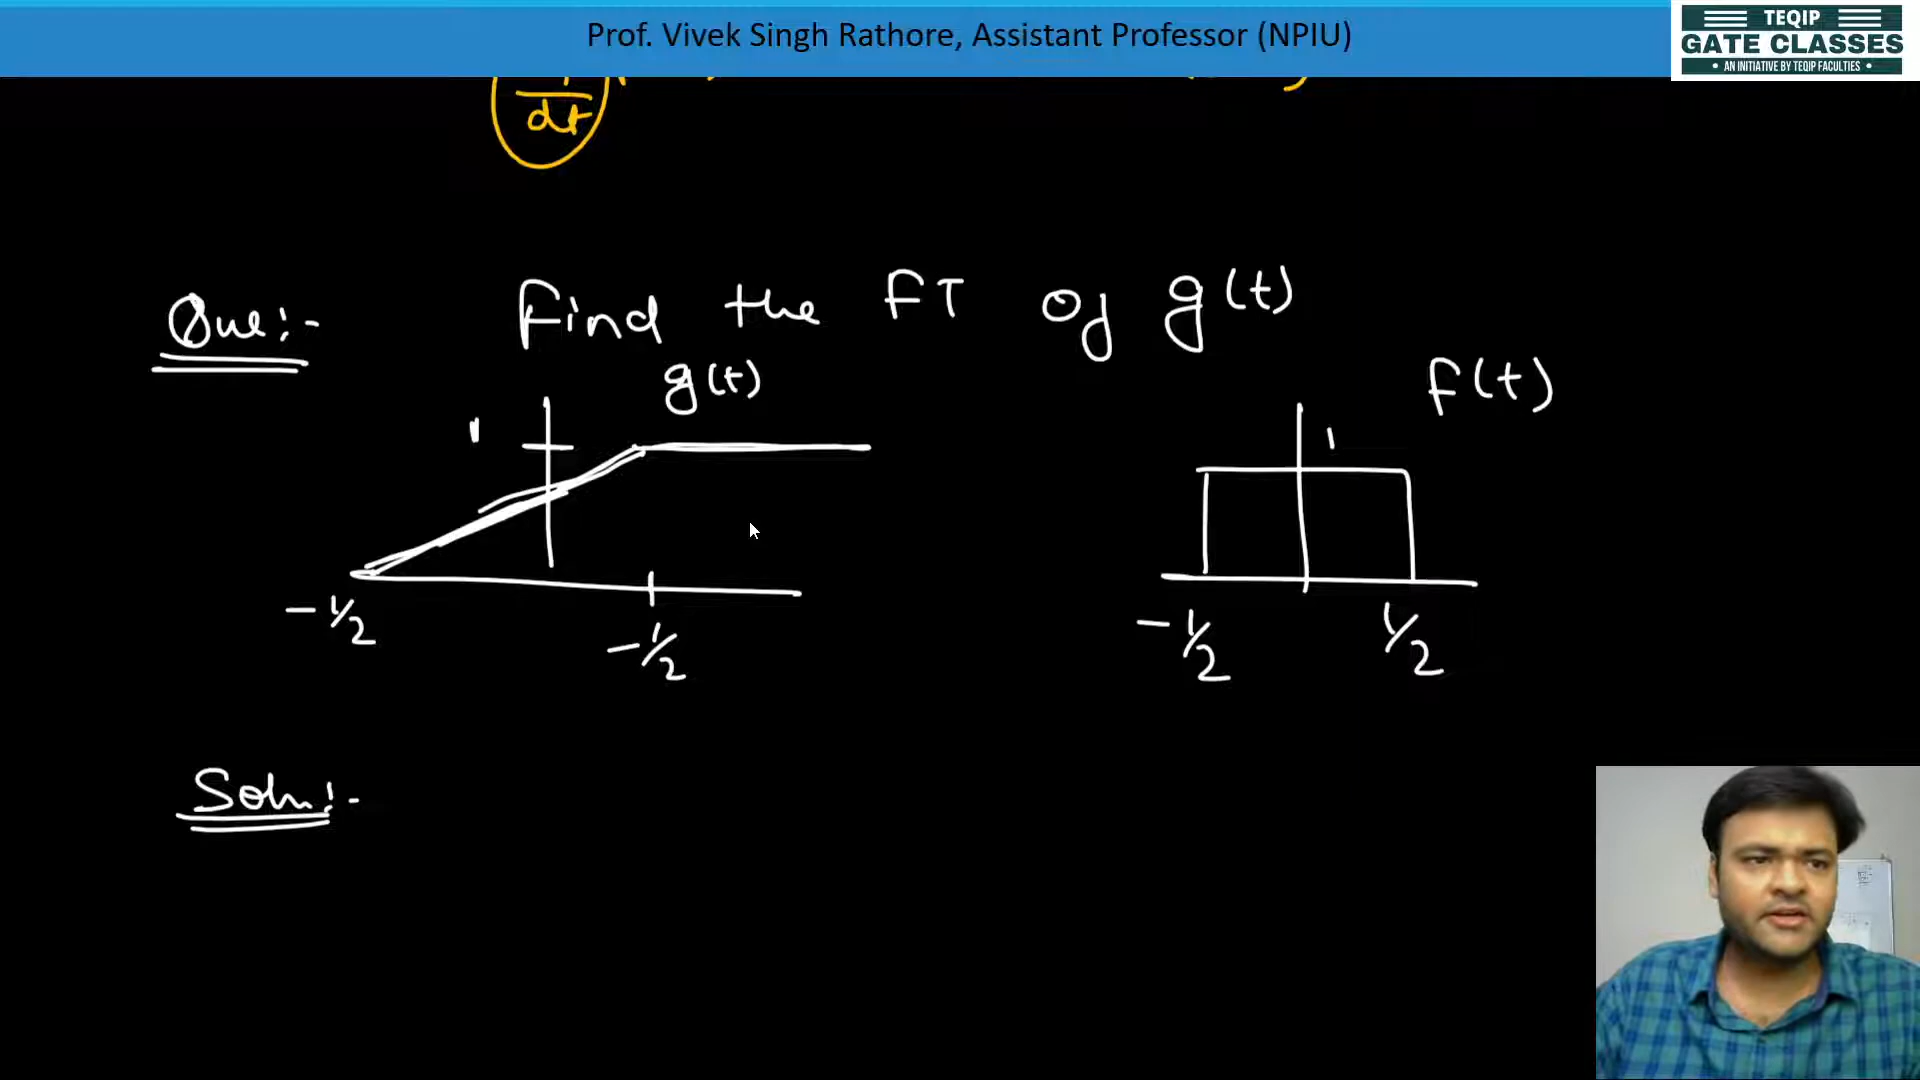 Prof. Vivek Singh Rathore, Assistant Professor (NPIU)
TEQIP
GATE CLASSES
• AN INITIATIVE BY TEQIP FACULTIES •
dt
Que:- Find the FT of g(t)
g(t)
f(t)
1
1
-1/2
-1/2
-1/2
1/2
Soln:-